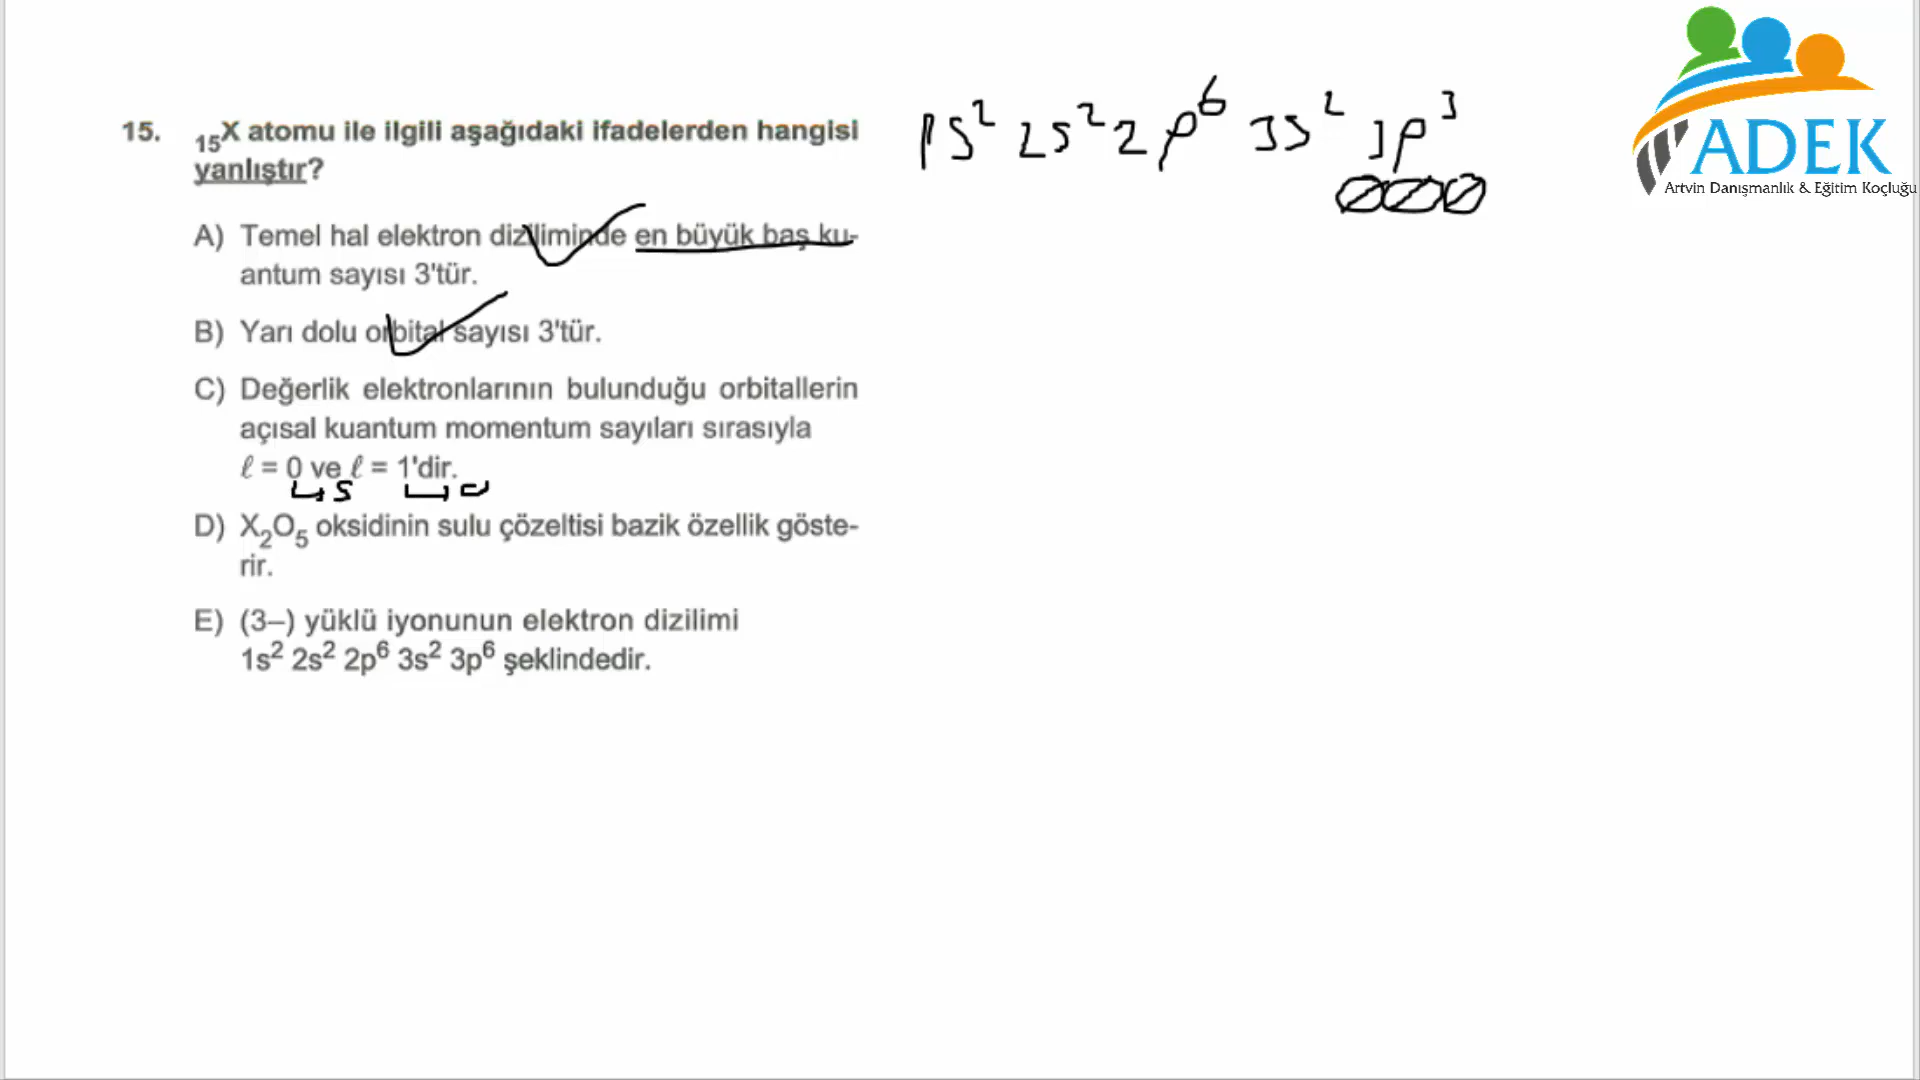 15. ₁₅X atomu ile ilgili aşağıdaki ifadelerden hangisi
yanlıştır?
A) Temel hal elektron diziliminde en büyük baş ku-
antum sayısı 3'tür.
B) Yarı dolu orbital sayısı 3'tür.
C) Değerlik elektronlarının bulunduğu orbitallerin
açısal kuantum momentum sayıları sırasıyla
ℓ = 0 ve ℓ = 1'dir.
s
D) X₂O₅ oksidinin sulu çözeltisi bazik özellik göste-
rir.
E) (3–) yüklü iyonunun elektron dizilimi
1s² 2s² 2p⁶ 3s² 3p⁶ şeklindedir.
1s² 2s² 2p⁶ 3s² 3p³
ADEK
Artvin Danışmanlık & Eğitim Koçluğu